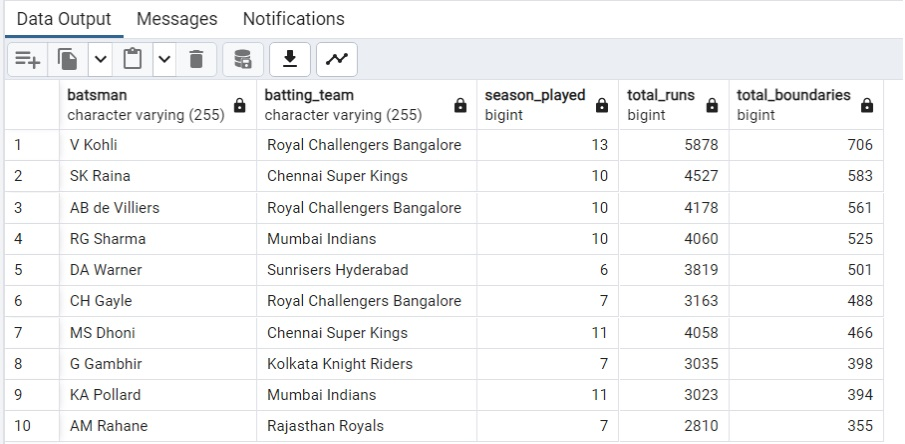 Data Output Messages Notifications
batsman batting_team season_played total_runs total_boundaries
character varying (255) character varying (255) bigint bigint bigint
1 V Kohli Royal Challengers Bangalore 13 5878 706
2 SK Raina Chennai Super Kings 10 4527 583
3 AB de Villiers Royal Challengers Bangalore 10 4178 561
4 RG Sharma Mumbai Indians 10 4060 525
5 DA Warner Sunrisers Hyderabad 6 3819 501
6 CH Gayle Royal Challengers Bangalore 7 3163 488
7 MS Dhoni Chennai Super Kings 11 4058 466
8 G Gambhir Kolkata Knight Riders 7 3035 398
9 KA Pollard Mumbai Indians 11 3023 394
10 AM Rahane Rajasthan Royals 7 2810 355